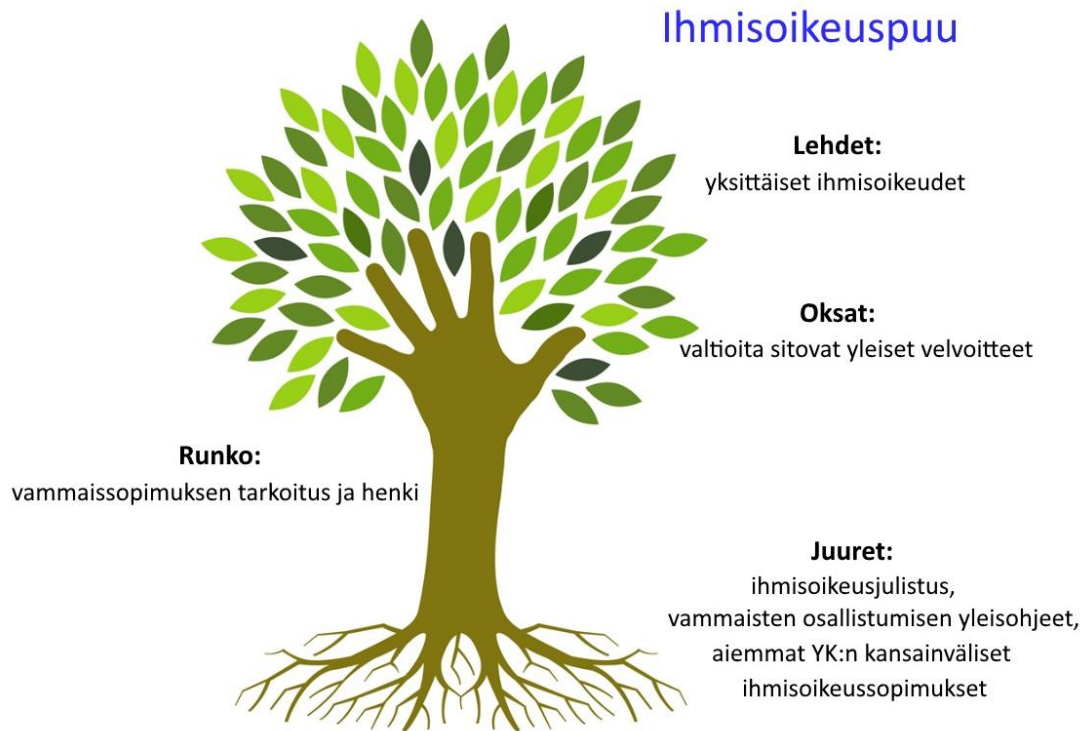 Ihmisoikeuspuu
Lehdet:
yksittäiset ihmisoikeudet
Oksat:
valtioita sitovat yleiset velvoitteet
Runko:
vammaissopimuksen tarkoitus ja henki
Juuret:
ihmisoikeusjulistus,
vammaisten osallistumisen yleisohjeet,
aiemmat YK:n kansainväliset
ihmisoikeussopimukset